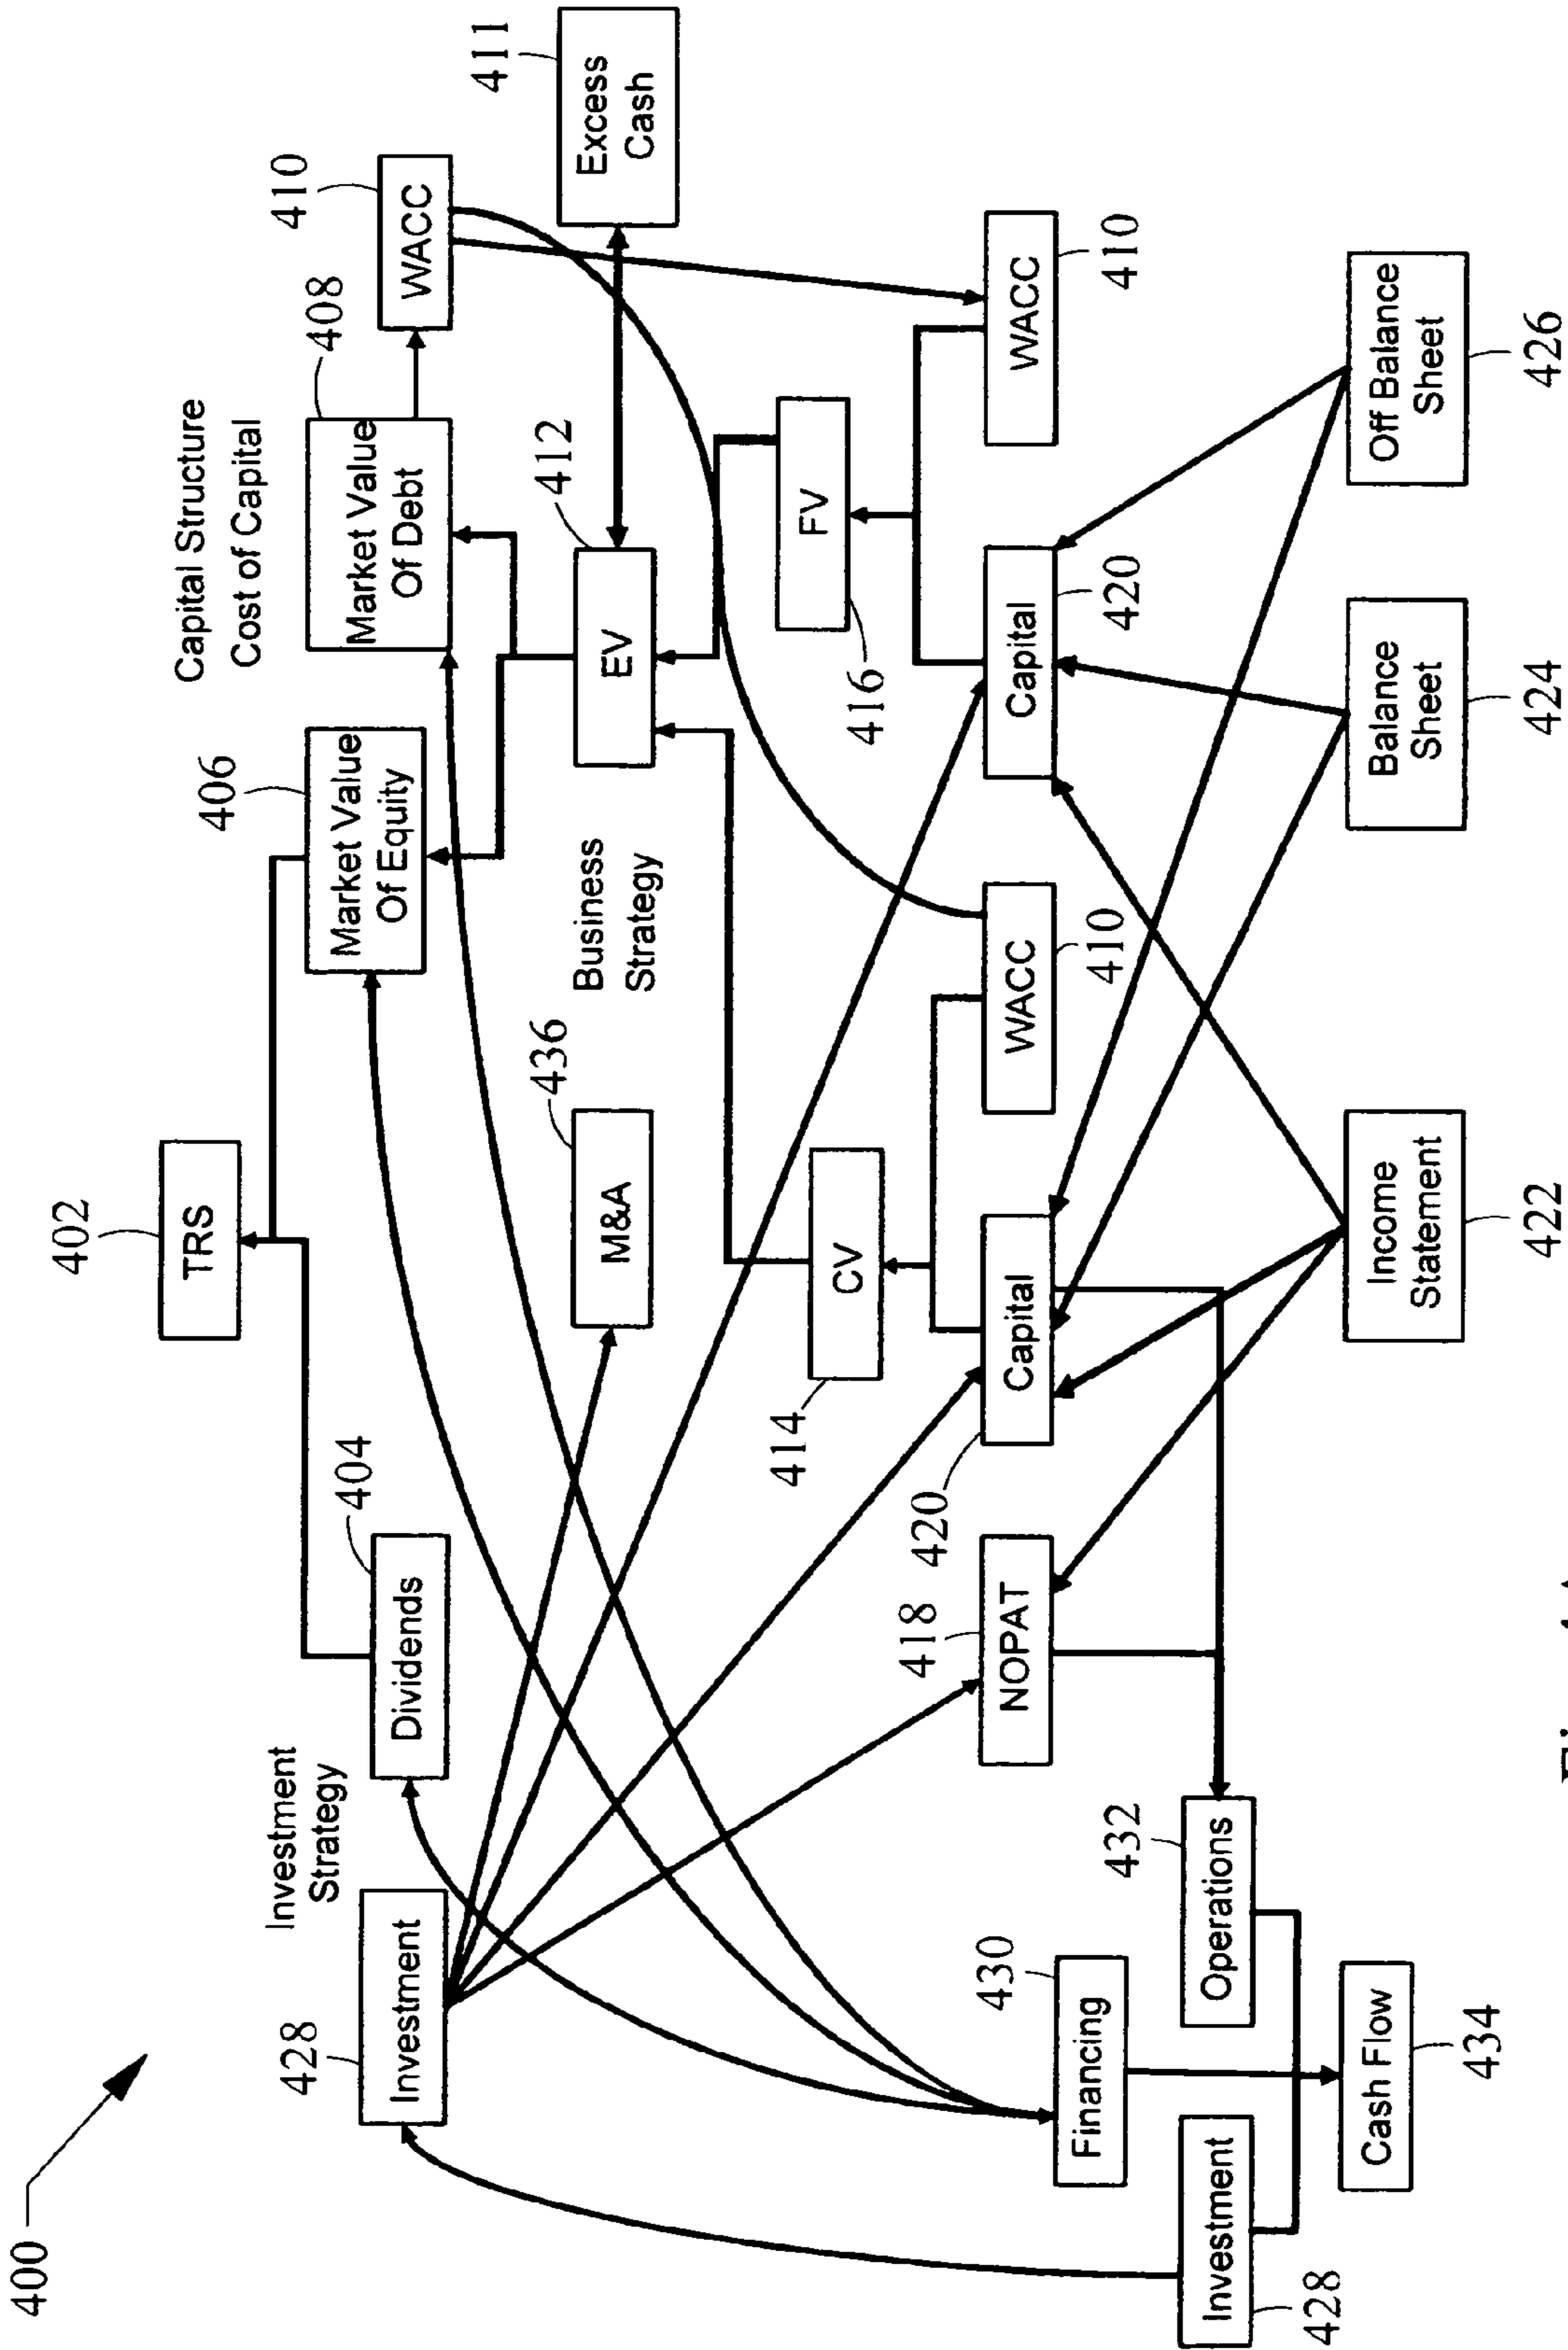 400
402
TRS
Capital Structure
Cost of Capital
Investment
Strategy
428
Investment
404
Dividends
406
Market Value
Of Equity
408
Market Value
Of Debt
410
WACC
411
Excess
Cash
436
M&A
Business
Strategy
412
EV
414
CV
416
FV
418
NOPAT
420
Capital
WACC
410
Capital
420
WACC
410
430
Financing
432
Operations
Investment
428
Cash Flow
434
Income
Statement
422
Balance
Sheet
424
Off Balance
Sheet
426